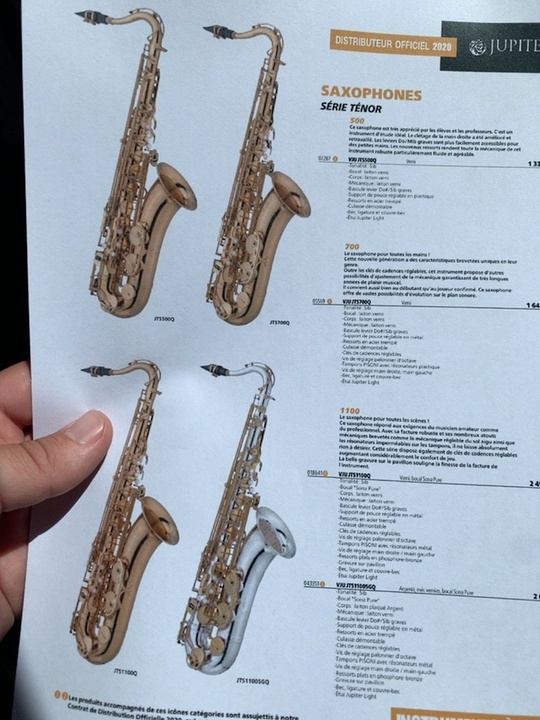 DISTRIBUTEUR OFFICIEL 2020
JUPITE
SAXOPHONES
SÉRIE TÉNOR
500
Ce saxophone est très apprécié par les élèves et les professeurs. C'est un
instrument d'étude idéal. Le clétage de la main droite a été amélioré et
retravaillé. Les leviers Do#/Mib graves sont plus facilement accessibles pour
des petites mains. Les nouveaux ressorts rendent toute la mécanique de cet
instrument particulièrement fluide et agréable.
VJU JTS500Q Verni 1 33
-Tonalité: Sib
-Bocal: laiton verni
-Corps: laiton verni
-Mécanique: laiton verni
-Bascule levier Do#/Sib graves
-Support de pouce réglable en plastique
-Ressorts en acier trempé
-Culasse démontable
-Bec, ligature et couvre-bec
-Étui Jupiter Light
700
Le saxophone pour toutes les mains !
Cette nouvelle génération a des caractéristiques brevetées uniques en leur
genre.
Outre les clés de cadences réglables, cet instrument propose d'autres
possibilités d'ajustement de la mécanique garantissant de très longues
années de plaisir musical.
Il convient aussi bien au débutant qu'au joueur confirmé. Ce saxophone
offre de vastes possibilités d'évolution sur le plan sonore.
05569 VJU JTS700Q Verni 1 64
-Tonalité: Sib
-Bocal: laiton verni
-Corps: laiton verni
-Mécanique: laiton verni
-Bascule levier Do#/Sib graves
-Support de pouce réglable en métal
-Ressorts en acier trempé
-Culasse démontable
-Clés de cadences réglables
-Vis de réglage palonnier d'octave
-Tampons PISONI avec résonateurs plastique
-Vis de réglage main droite, main gauche
-Bec, ligature et couvre-bec
-Étui Jupiter Light
1100
Le saxophone pour toutes les scènes !
Ce saxophone répond aux exigences du musicien amateur comme
du professionnel. Avec sa facture robuste et ses nombreux atouts
mécaniques brevetés comme le mécanique réglable du sol aigu ainsi que
les résonateurs imperméables sur les tampons, il ne laisse absolument
rien à désirer. Cette série dispose également de clés de cadences réglables
augmentant considérablement le confort de jeu.
La belle gravure sur le pavillon souligne la finesse de la facture de
l'instrument.
018641 VJU JTS1100Q Verni, bocal Sona Pure 2 4
-Tonalité: Sib
-Bocal "Sona Pure"
-Corps: laiton verni
-Mécanique: laiton verni
-Bascule levier Do#/Sib graves
-Support de pouce réglable en métal
-Ressorts en acier trempé
-Culasse démontable
-Clés de cadences réglables
-Vis de réglage palonnier d'octave
-Tampons PISONI avec résonateurs métal
-Vis de réglage main droite / main gauche
-Ressorts plats en phosphore-bronze
-Gravure sur pavillon
-Bec, ligature et couvre-bec
-Étui Jupiter Light
043351 VJU JTS1100SGQ Argenté, méc vernies, bocal Sona Pure 2
-Tonalité: Sib
-Bocal "Sona Pure"
-Corps: laiton plaqué Argent
-Mécanique: laiton verni
-Bascule levier Do#/Sib graves
-Support de pouce réglable en métal
-Ressorts en acier trempé
-Culasse démontable
-Clés de cadences réglables
-Vis de réglage palonnier d'octave
-Tampons PISONI avec résonateurs métal
-Vis de réglage main droite / main-gauche
-Ressorts plats en phosphore-bronze
-Gravure sur pavillon
-Bec, ligature et couvre-bec
-Étui Jupiter Light
JTS500Q
JTS700Q
JTS1100Q
JTS1100SGQ
Les produits accompagnés de ces icônes catégories sont assujettis à notre
Contrat de Distribution Officielle 2020